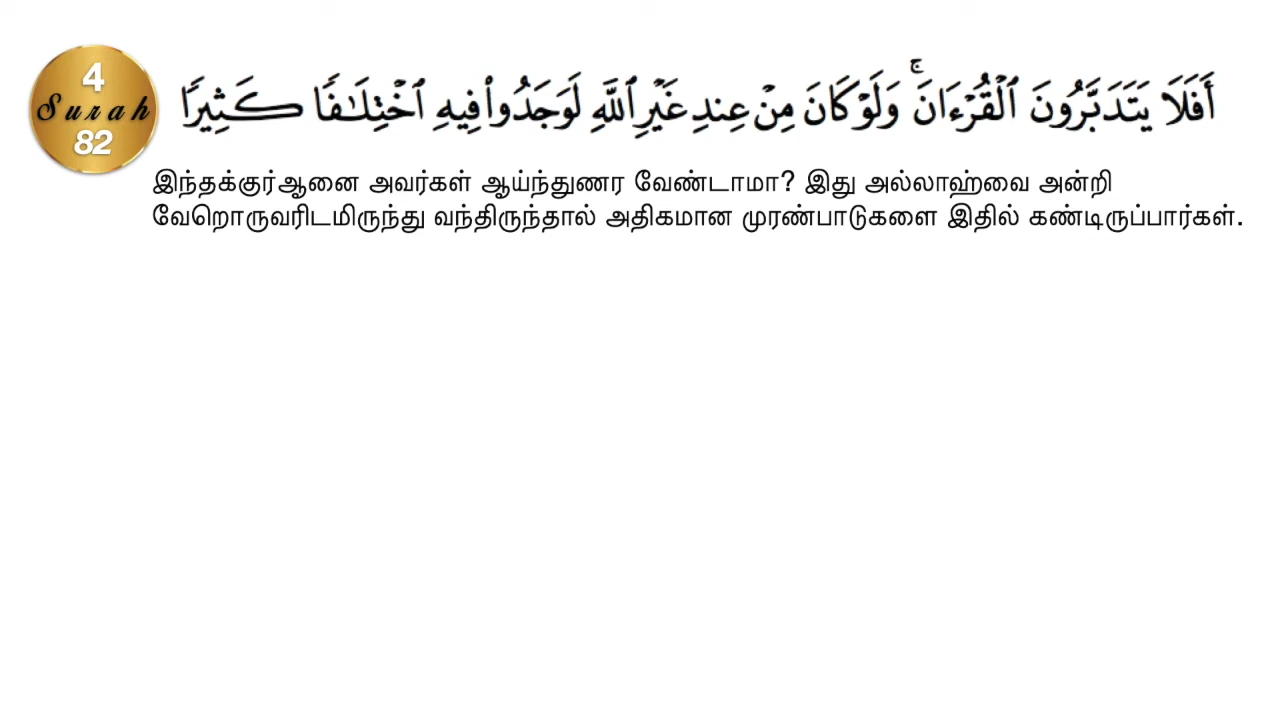 4
Surah
82
أَفَلَا يَتَدَبَّرُونَ ٱلْقُرْءَانَ ۚ وَلَوْ كَانَ مِنْ عِندِ غَيْرِ ٱللَّهِ لَوَجَدُوا۟ فِيهِ ٱخْتِلَـٰفًا كَثِيرًا
இந்தக்குர்ஆனை அவர்கள் ஆய்ந்துணர வேண்டாமா? இது அல்லாஹ்வை அன்றி
வேறொருவரிடமிருந்து வந்திருந்தால் அதிகமான முரண்பாடுகளை இதில் கண்டிருப்பார்கள்.